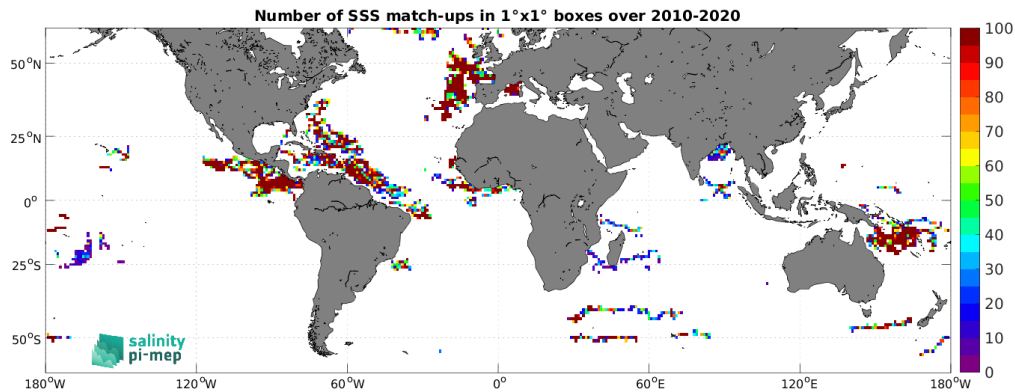 Number of SSS match-ups in 1°x1° boxes over 2010-2020
50°N
25°N
0°
25°S
50°S
180°W
120°W
60°W
0°
60°E
120°E
180°W
100
90
80
70
60
50
40
30
20
10
0
salinity
pi-mep